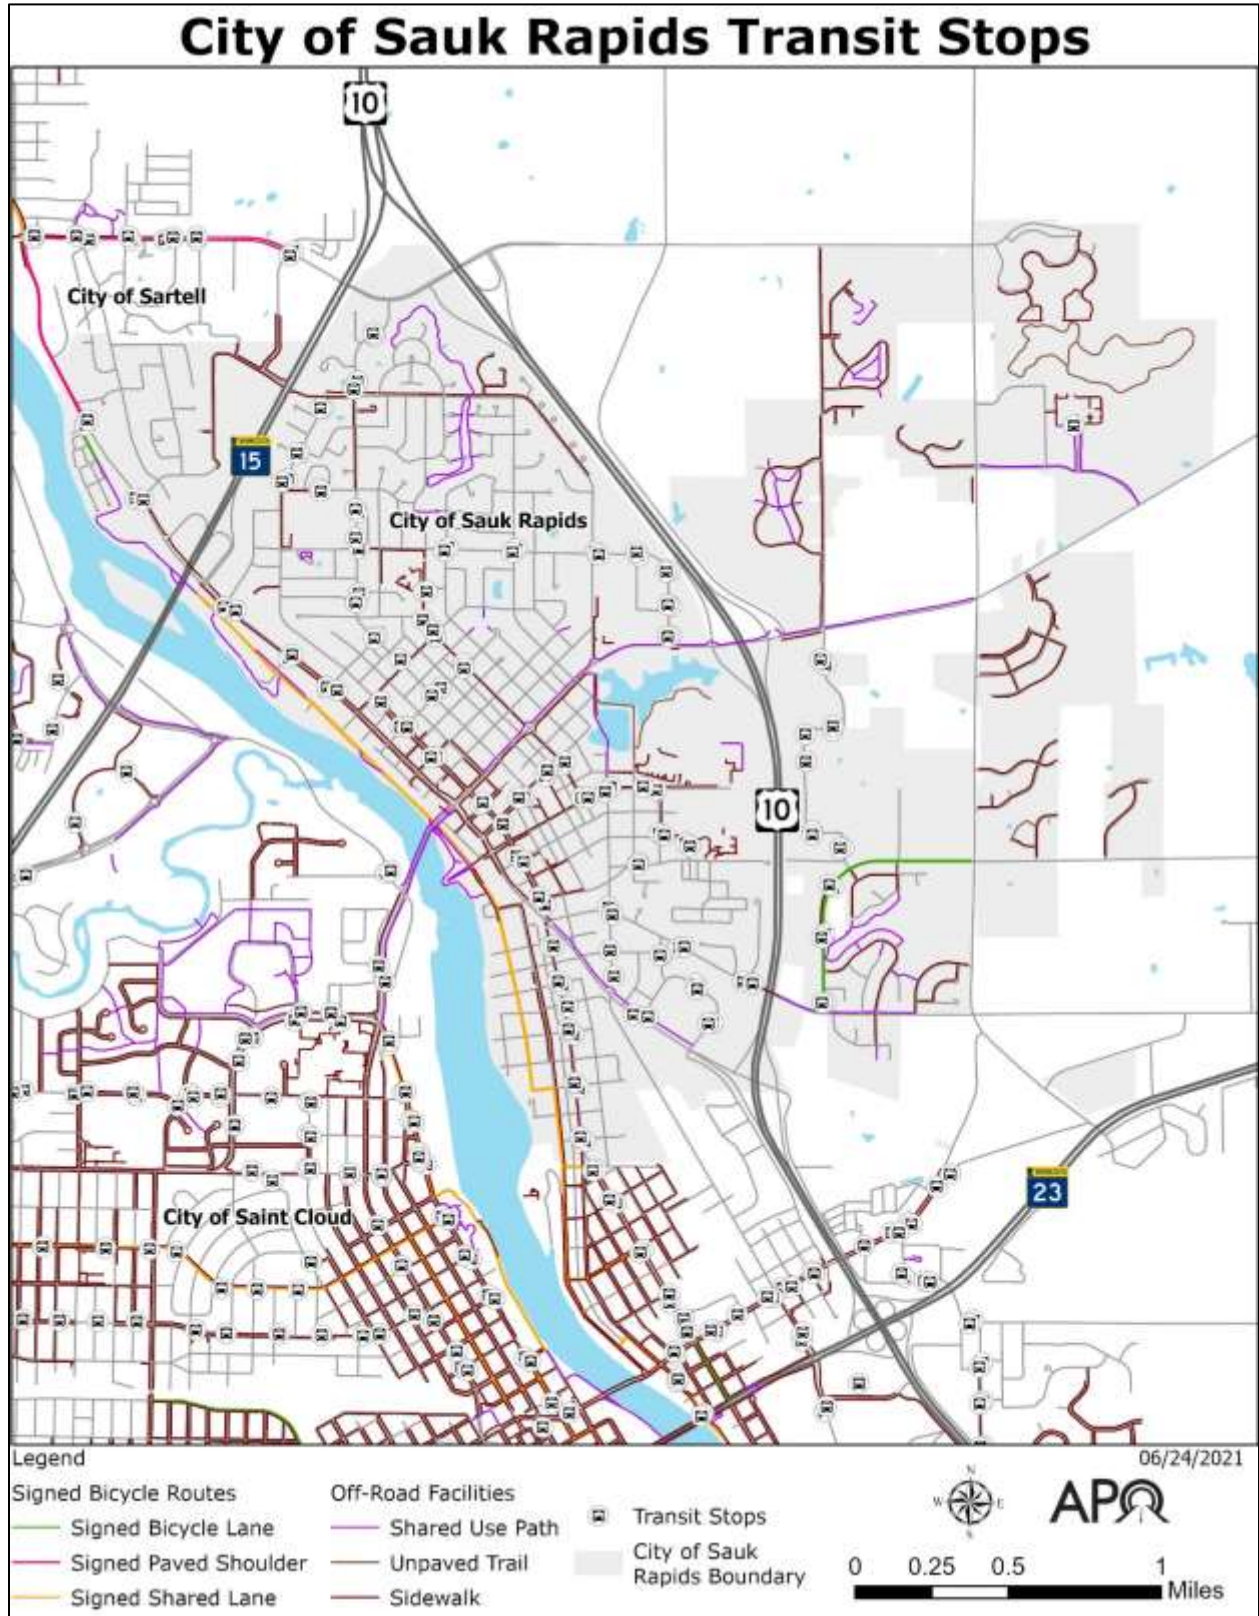 City of Sauk Rapids Transit Stops
10
City of Sartell
15
City of Sauk Rapids
10
23
City of Saint Cloud
Legend
06/24/2021
Signed Bicycle Routes
Signed Bicycle Lane
Signed Paved Shoulder
Signed Shared Lane
Off-Road Facilities
Shared Use Path
Unpaved Trail
Sidewalk
Transit Stops
City of Sauk
Rapids Boundary
N
W E
S
APO
0 0.25 0.5 1
Miles